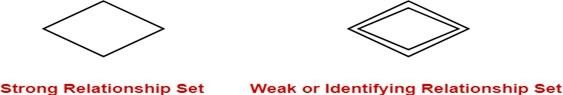 Strong Relationship Set
Weak or Identifying Relationship Set